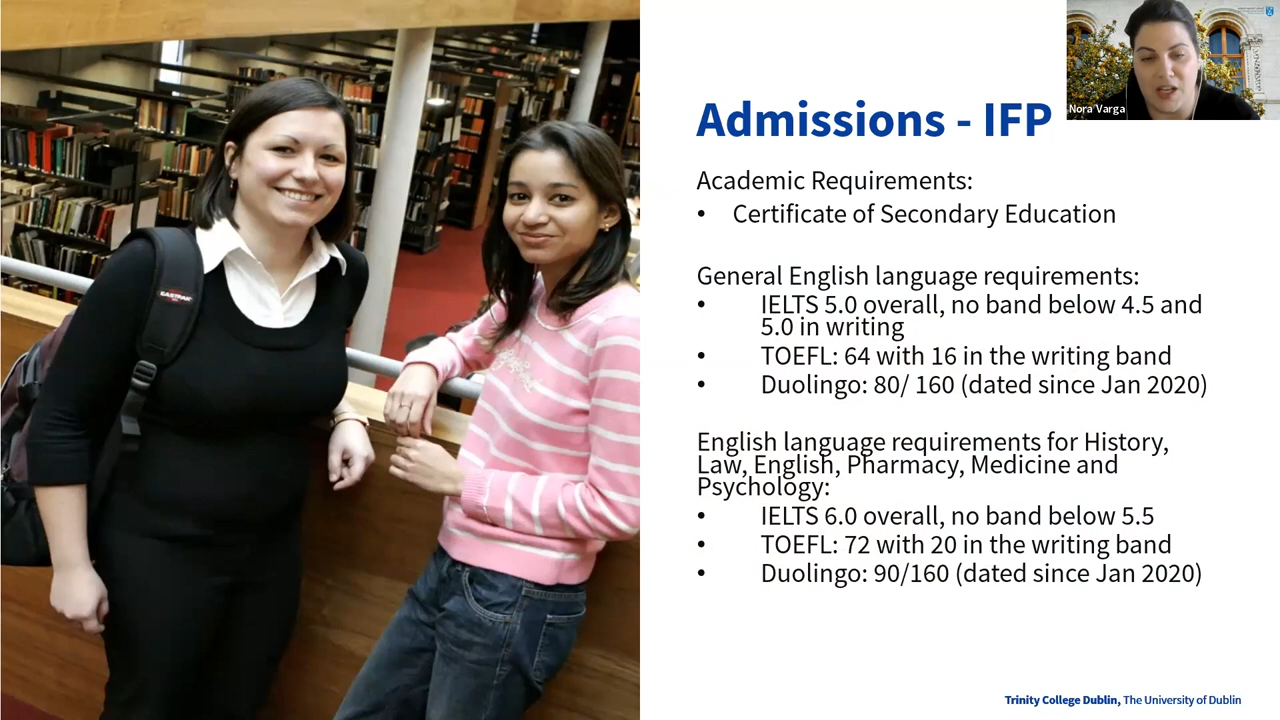 Nora Varga
Admissions - IFP
Academic Requirements:
• Certificate of Secondary Education
General English language requirements:
• IELTS 5.0 overall, no band below 4.5 and
5.0 in writing
• TOEFL: 64 with 16 in the writing band
• Duolingo: 80/ 160 (dated since Jan 2020)
English language requirements for History,
Law, English, Pharmacy, Medicine and
Psychology:
• IELTS 6.0 overall, no band below 5.5
• TOEFL: 72 with 20 in the writing band
• Duolingo: 90/160 (dated since Jan 2020)
EASTPAK
Trinity College Dublin, The University of Dublin